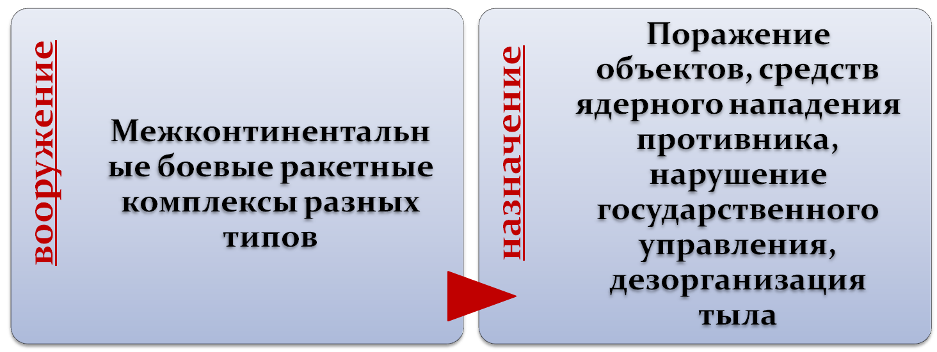 вооружение
Межконтинентальн
ые боевые ракетные
комплексы разных
типов
назначение
Поражение
объектов, средств
ядерного нападения
противника,
нарушение
государственного
управления,
дезорганизация
тыла